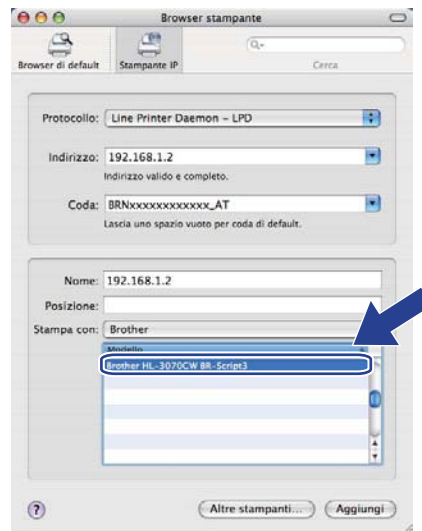 Browser stampante
Browser di default
Stampante IP
Cerca
Protocollo: Line Printer Daemon – LPD
Indirizzo: 192.168.1.2
Indirizzo valido e completo.
Coda: BRNxxxxxxxxxxxx_AT
Lascia uno spazio vuoto per coda di default.
Nome: 192.168.1.2
Posizione:
Stampa con: Brother
Modello
Brother HL-3070CW BR-Script3
? Altre stampanti... Aggiungi